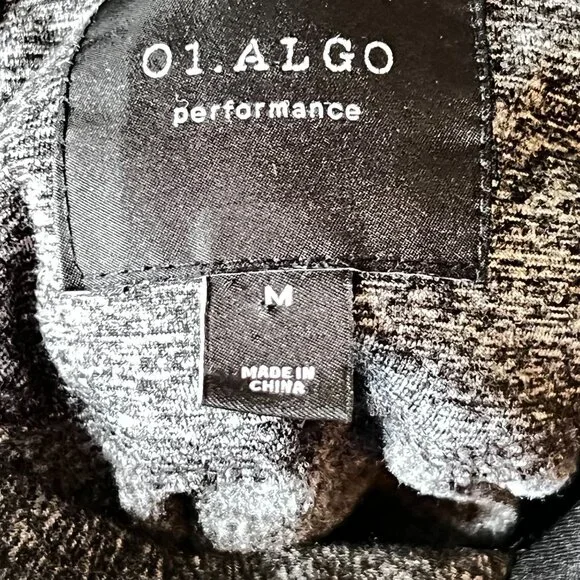 01.ALGO
performance
M
MADE IN
CHINA